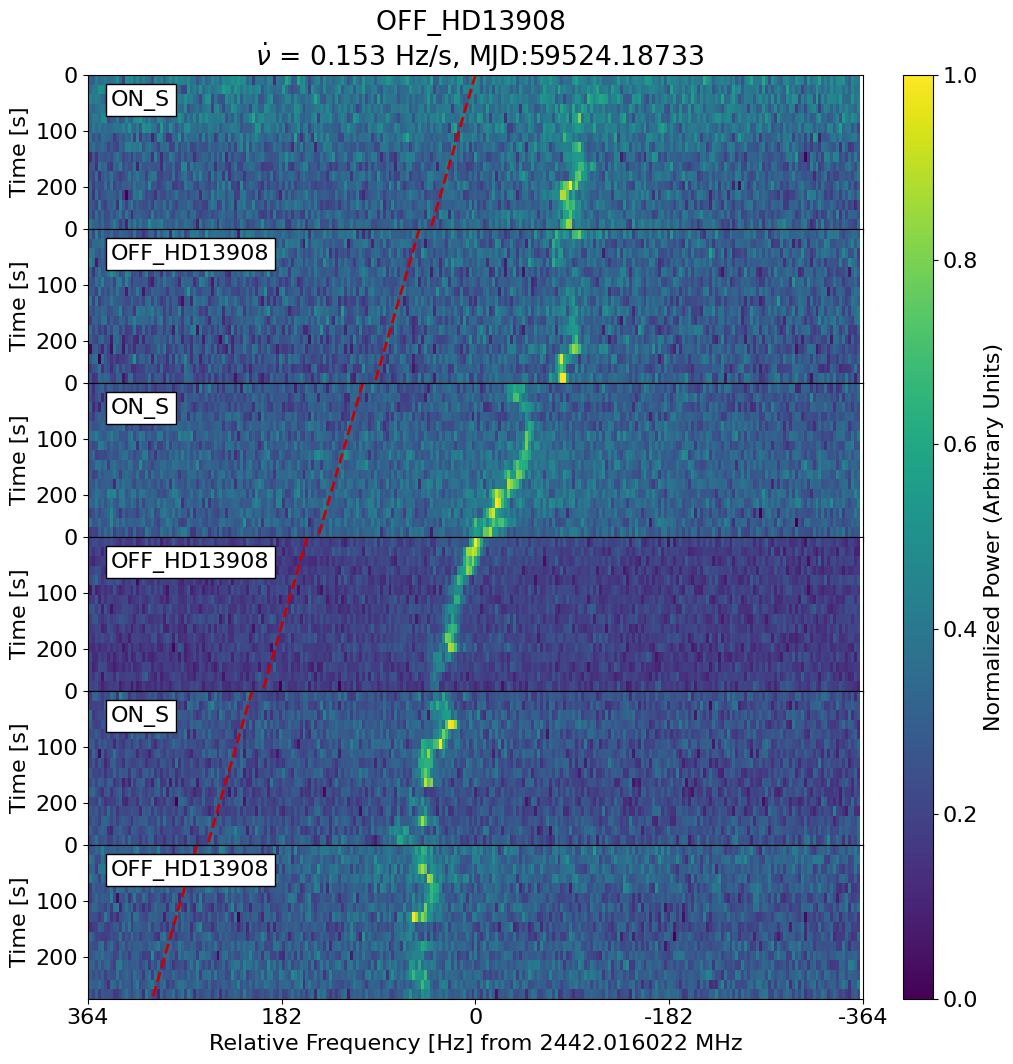 OFF_HD13908
ν̇ = 0.153 Hz/s, MJD:59524.18733
0
100
200
Time [s]
ON_S
0
100
200
Time [s]
OFF_HD13908
0
100
200
Time [s]
ON_S
0
100
200
Time [s]
OFF_HD13908
0
100
200
Time [s]
ON_S
0
100
200
Time [s]
OFF_HD13908
364 182 0 -182 -364
Relative Frequency [Hz] from 2442.016022 MHz
1.0
0.8
0.6
0.4
0.2
0.0
Normalized Power (Arbitrary Units)